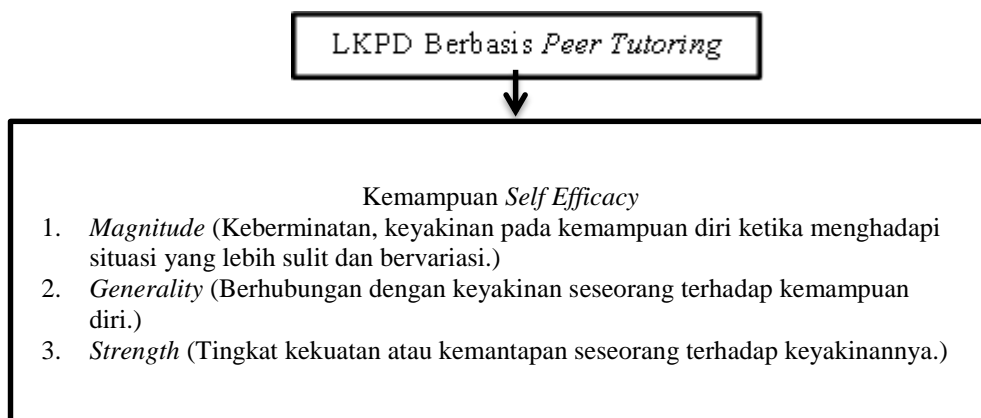 LKPD Berbasis Peer Tutoring
Kemampuan Self Efficacy
1. Magnitude (Keberminatan, keyakinan pada kemampuan diri ketika menghadapi
situasi yang lebih sulit dan bervariasi.)
2. Generality (Berhubungan dengan keyakinan seseorang terhadap kemampuan
diri.)
3. Strength (Tingkat kekuatan atau kemantapan seseorang terhadap keyakinannya.)